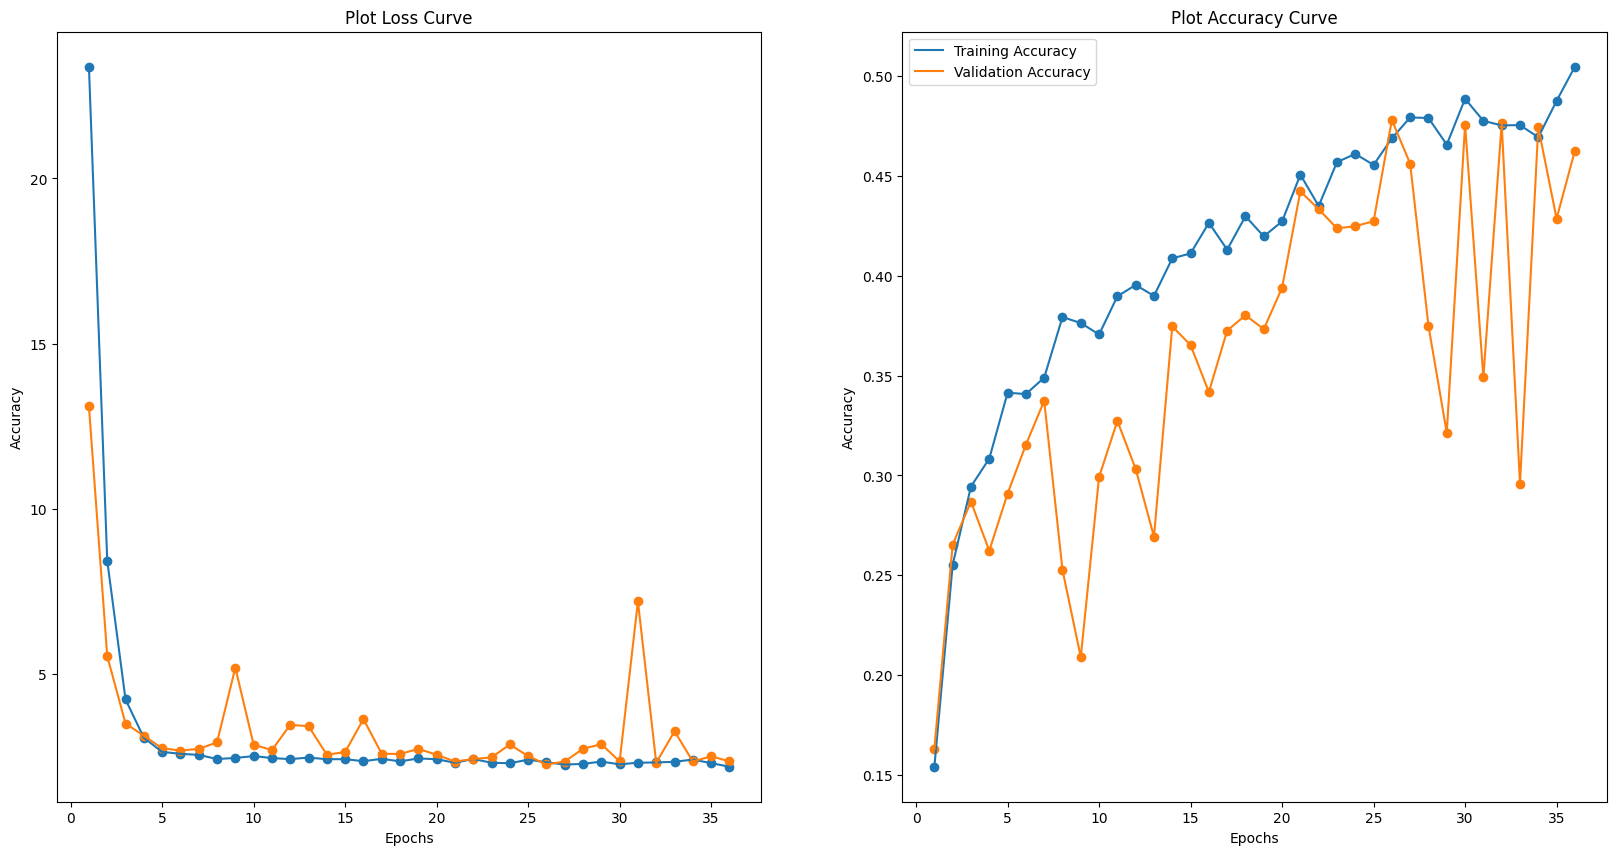 Plot Loss Curve
Accuracy
20
15
10
5
0 5 10 15 20 25 30 35
Epochs
Plot Accuracy Curve
Training Accuracy
Validation Accuracy
Accuracy
0.50
0.45
0.40
0.35
0.30
0.25
0.20
0.15
0 5 10 15 20 25 30 35
Epochs